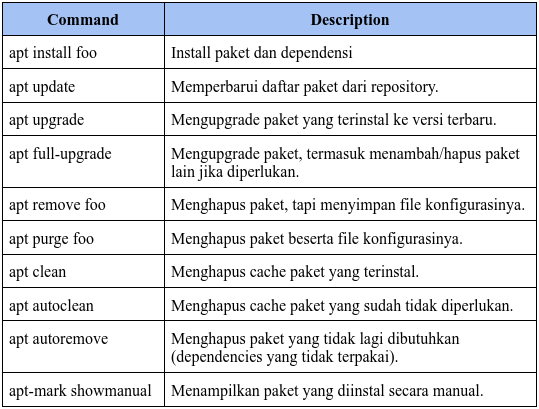 Command Description
apt install foo Install paket dan dependensi
apt update Memperbarui daftar paket dari repository.
apt upgrade Mengupgrade paket yang terinstal ke versi terbaru.
apt full-upgrade Mengupgrade paket, termasuk menambah/hapus paket
lain jika diperlukan.
apt remove foo Menghapus paket, tapi menyimpan file konfigurasinya.
apt purge foo Menghapus paket beserta file konfigurasinya.
apt clean Menghapus cache paket yang terinstal.
apt autoclean Menghapus cache paket yang sudah tidak diperlukan.
apt autoremove Menghapus paket yang tidak lagi dibutuhkan
(dependencies yang tidak terpakai).
apt-mark showmanual Menampilkan paket yang diinstal secara manual.